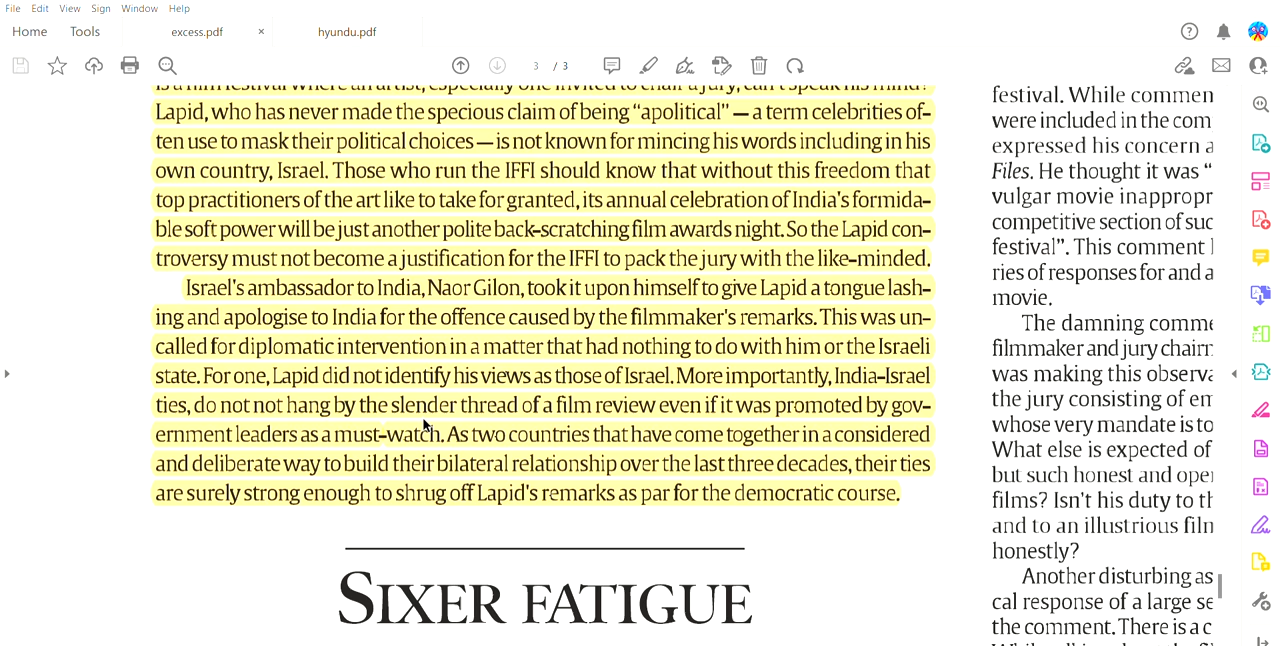 File Edit View Sign Window Help
Home Tools excess.pdf × hyundu.pdf
3 / 3
is a film festival where an artist, especially one invited to chair a jury, can't speak his mind?
Lapid, who has never made the specious claim of being “apolitical” — a term celebrities of-
ten use to mask their political choices — is not known for mincing his words including in his
own country, Israel. Those who run the IFFI should know that without this freedom that
top practitioners of the art like to take for granted, its annual celebration of India's formida-
ble soft power will be just another polite back-scratching film awards night. So the Lapid con-
troversy must not become a justification for the IFFI to pack the jury with the like-minded.
Israel's ambassador to India, Naor Gilon, took it upon himself to give Lapid a tongue lash-
ing and apologise to India for the offence caused by the filmmaker's remarks. This was un-
called for diplomatic intervention in a matter that had nothing to do with him or the Israeli
state. For one, Lapid did not identify his views as those of Israel. More importantly, India-Israel
ties, do not not hang by the slender thread of a film review even if it was promoted by gov-
ernment leaders as a must-watch. As two countries that have come together in a considered
and deliberate way to build their bilateral relationship over the last three decades, their ties
are surely strong enough to shrug off Lapid's remarks as par for the democratic course.
SIXER FATIGUE
festival. While commen
were included in the com
expressed his concern a
Files. He thought it was “
vulgar movie inappropr
competitive section of suc
festival”. This comment
ries of responses for and a
movie.
The damning comme
filmmaker and jury chairm
was making this observa
the jury consisting of em
whose very mandate is to
What else is expected of
but such honest and ope
films? Isn't his duty to th
and to an illustrious film
honestly?
Another disturbing as
cal response of a large se
the comment. There is a c